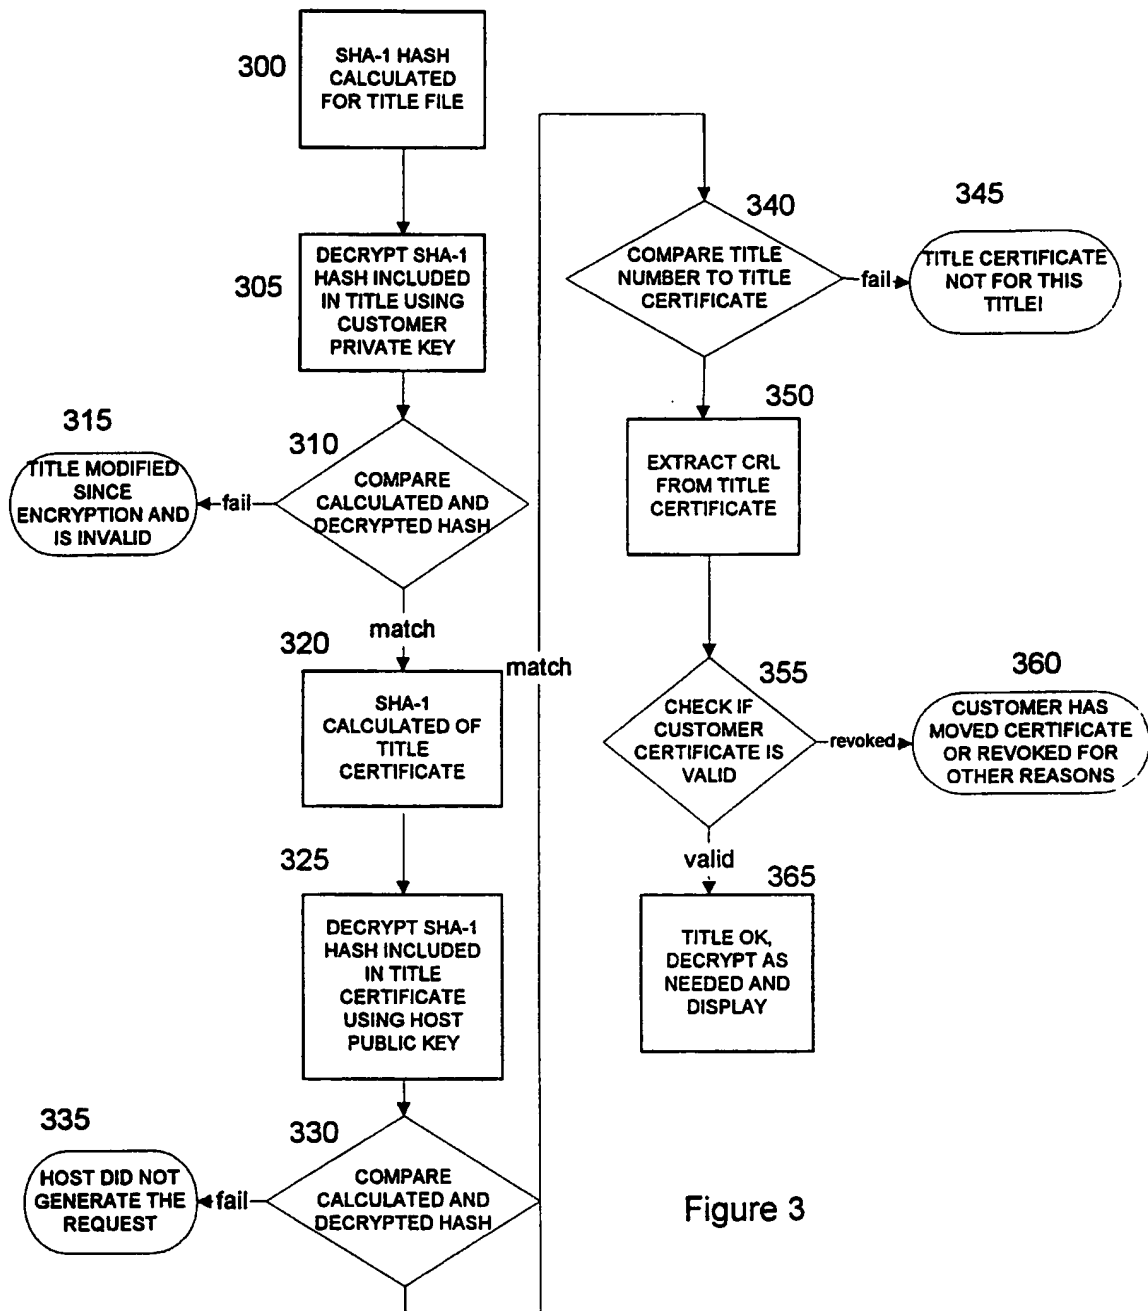 300
SHA-1 HASH
CALCULATED
FOR TITLE FILE
305
DECRYPT SHA-1
HASH INCLUDED
IN TITLE USING
CUSTOMER
PRIVATE KEY
310
COMPARE
CALCULATED AND
DECRYPTED HASH
fail
315
TITLE MODIFIED
SINCE
ENCRYPTION AND
IS INVALID
match
320
SHA-1
CALCULATED OF
TITLE
CERTIFICATE
325
DECRYPT SHA-1
HASH INCLUDED
IN TITLE
CERTIFICATE
USING HOST
PUBLIC KEY
330
COMPARE
CALCULATED AND
DECRYPTED HASH
fail
335
HOST DID NOT
GENERATE THE
REQUEST
match
340
COMPARE TITLE
NUMBER TO TITLE
CERTIFICATE
fail
345
TITLE CERTIFICATE
NOT FOR THIS
TITLE!
350
EXTRACT CRL
FROM TITLE
CERTIFICATE
355
CHECK IF
CUSTOMER
CERTIFICATE IS
VALID
revoked
360
CUSTOMER HAS
MOVED CERTIFICATE
OR REVOKED FOR
OTHER REASONS
valid
365
TITLE OK,
DECRYPT AS
NEEDED AND
DISPLAY
Figure 3